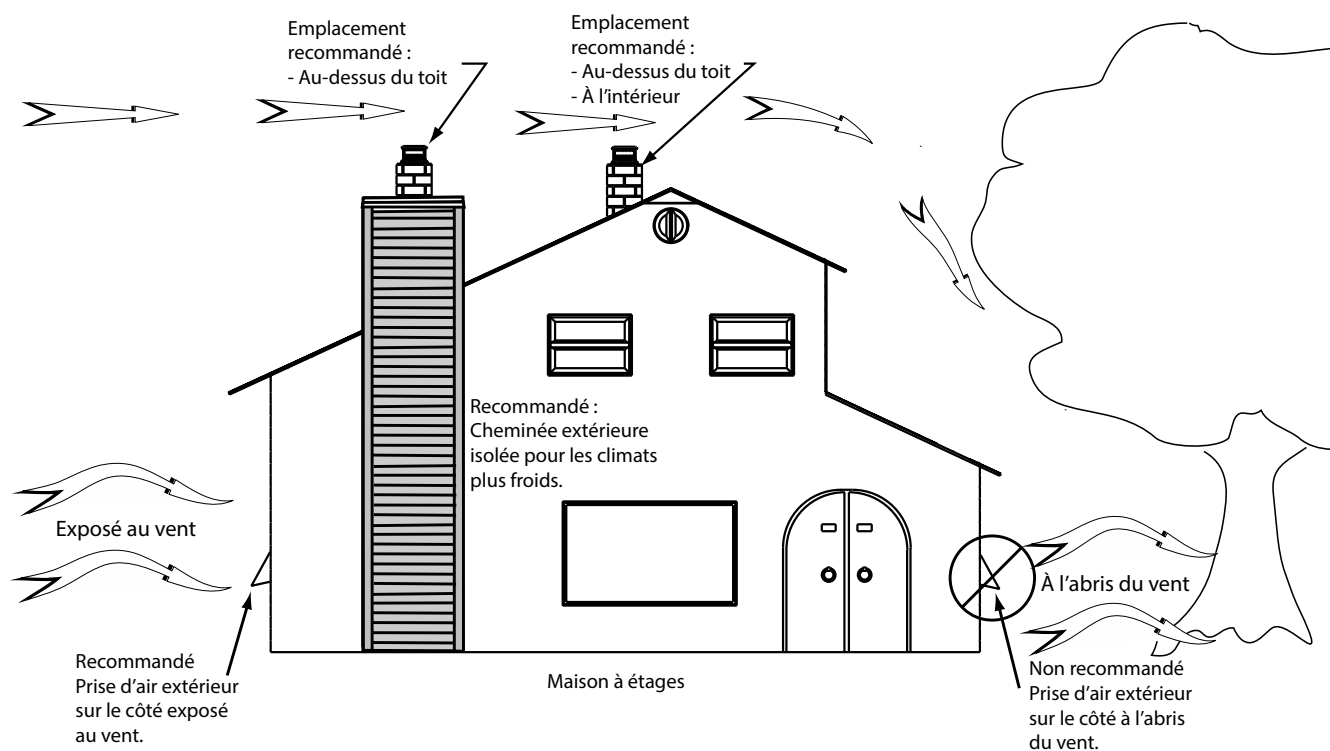 Emplacement
recommandé :
- Au-dessus du toit
Emplacement
recommandé :
- Au-dessus du toit
- À l’intérieur
Recommandé :
Cheminée extérieure
isolée pour les climats
plus froids.
Exposé au vent
À l’abris du vent
Recommandé
Prise d’air extérieur
sur le côté exposé
au vent.
Maison à étages
Non recommandé
Prise d’air extérieur
sur le côté à l’abris
du vent.